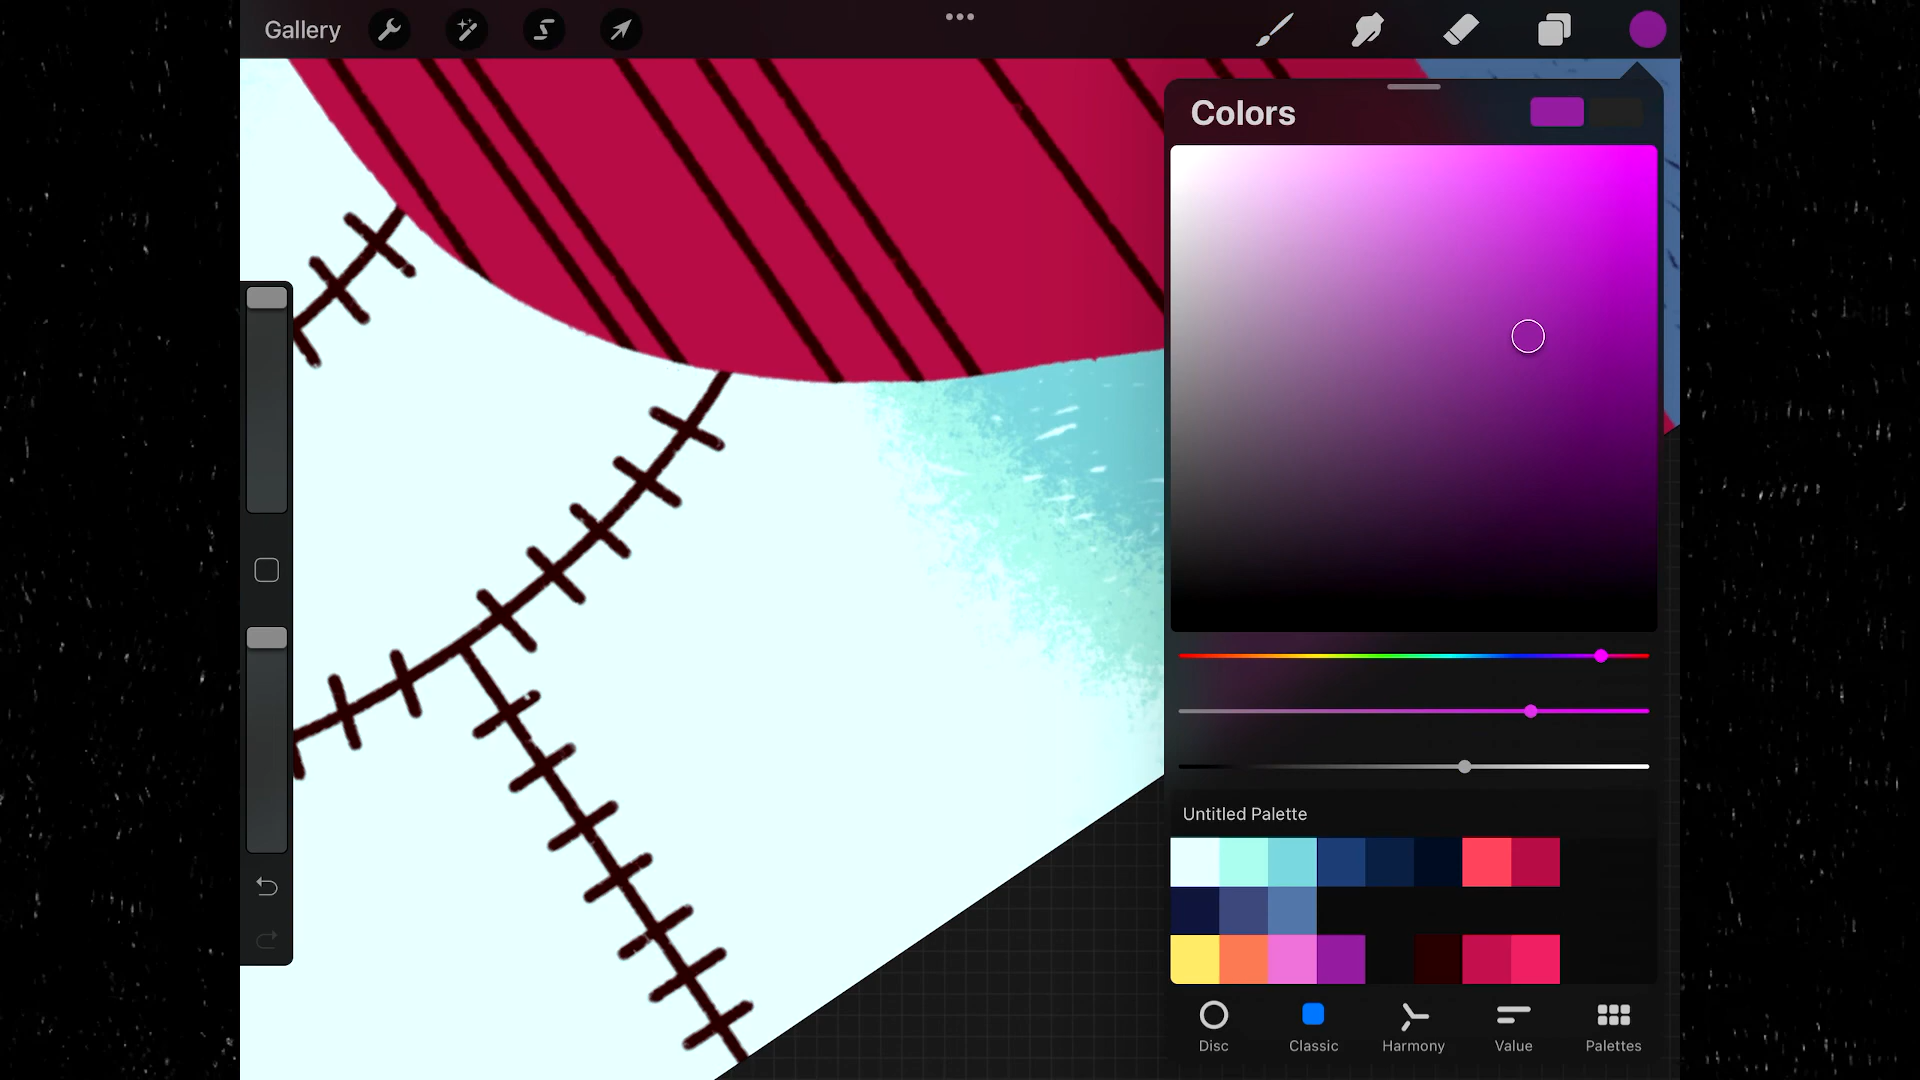 Gallery
Colors
Untitled Palette
Disc
Classic
Harmony
Value
Palettes